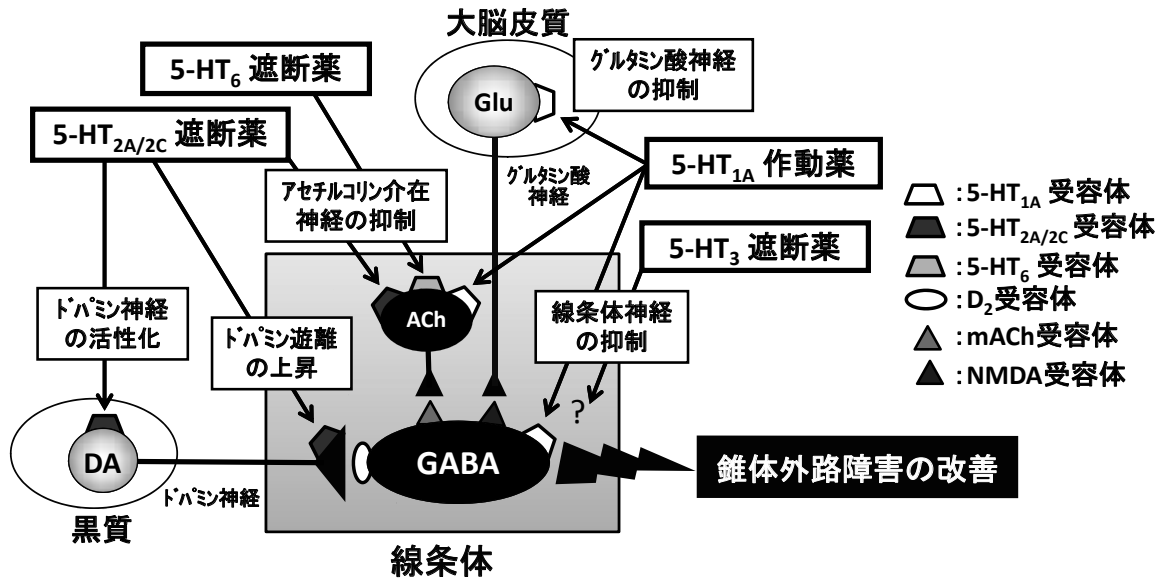 大脳皮質
5-HT6 遮断薬
Glu
グルタミン酸神経
の抑制
5-HT2A/2C 遮断薬
5-HT1A 作動薬
アセチルコリン介在
神経の抑制
グルタミン酸
神経
5-HT3 遮断薬
:5-HT1A 受容体
:5-HT2A/2C 受容体
:5-HT6 受容体
:D2受容体
:mACh受容体
:NMDA受容体
ドパミン神経
の活性化
ドパミン遊離
の上昇
ACh
線条体神経
の抑制
?
DA
GABA
錐体外路障害の改善
ドパミン神経
黒質
線条体